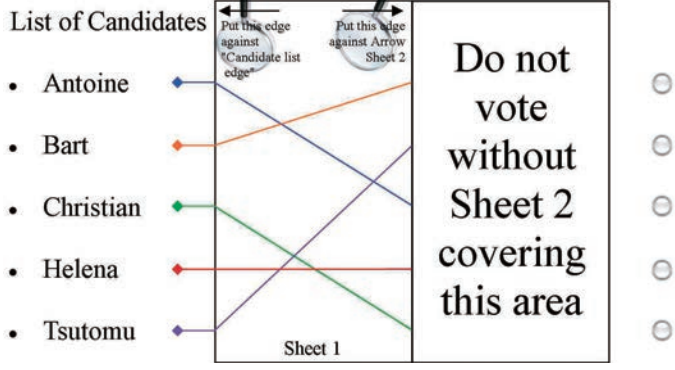 List of Candidates
• Antoine
• Bart
• Christian
• Helena
• Tsutomu
Put this edge
against
"Candidate list
edge"
Put this edge
against Arrow
Sheet 2
Sheet 1
Do not
vote
without
Sheet 2
covering
this area